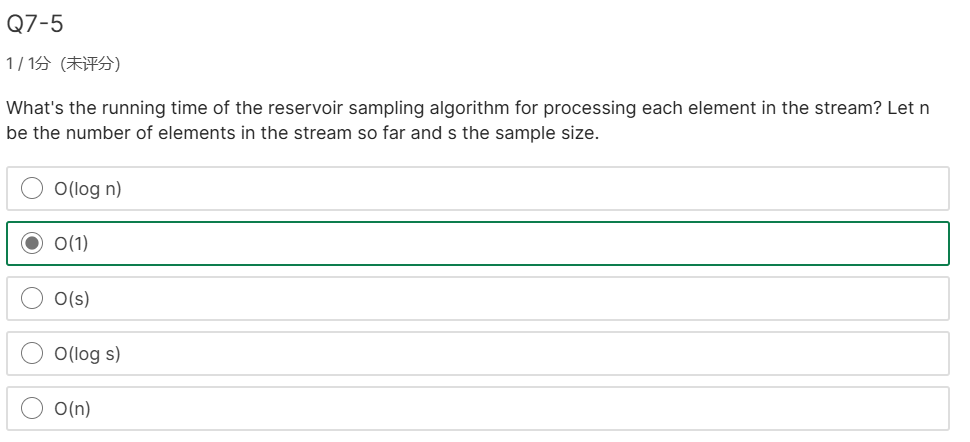 Q7-5
1 / 1分 (未评分)
What's the running time of the reservoir sampling algorithm for processing each element in the stream? Let n
be the number of elements in the stream so far and s the sample size.
O(log n)
O(1)
O(s)
O(log s)
O(n)